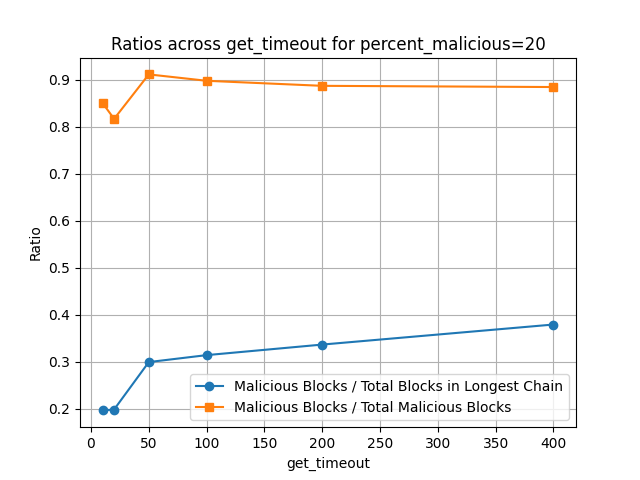 Ratios across get_timeout for percent_malicious=20
Ratio
0.9
0.8
0.7
0.6
0.5
0.4
0.3
0.2
Malicious Blocks / Total Blocks in Longest Chain
Malicious Blocks / Total Malicious Blocks
0 50 100 150 200 250 300 350 400
get_timeout